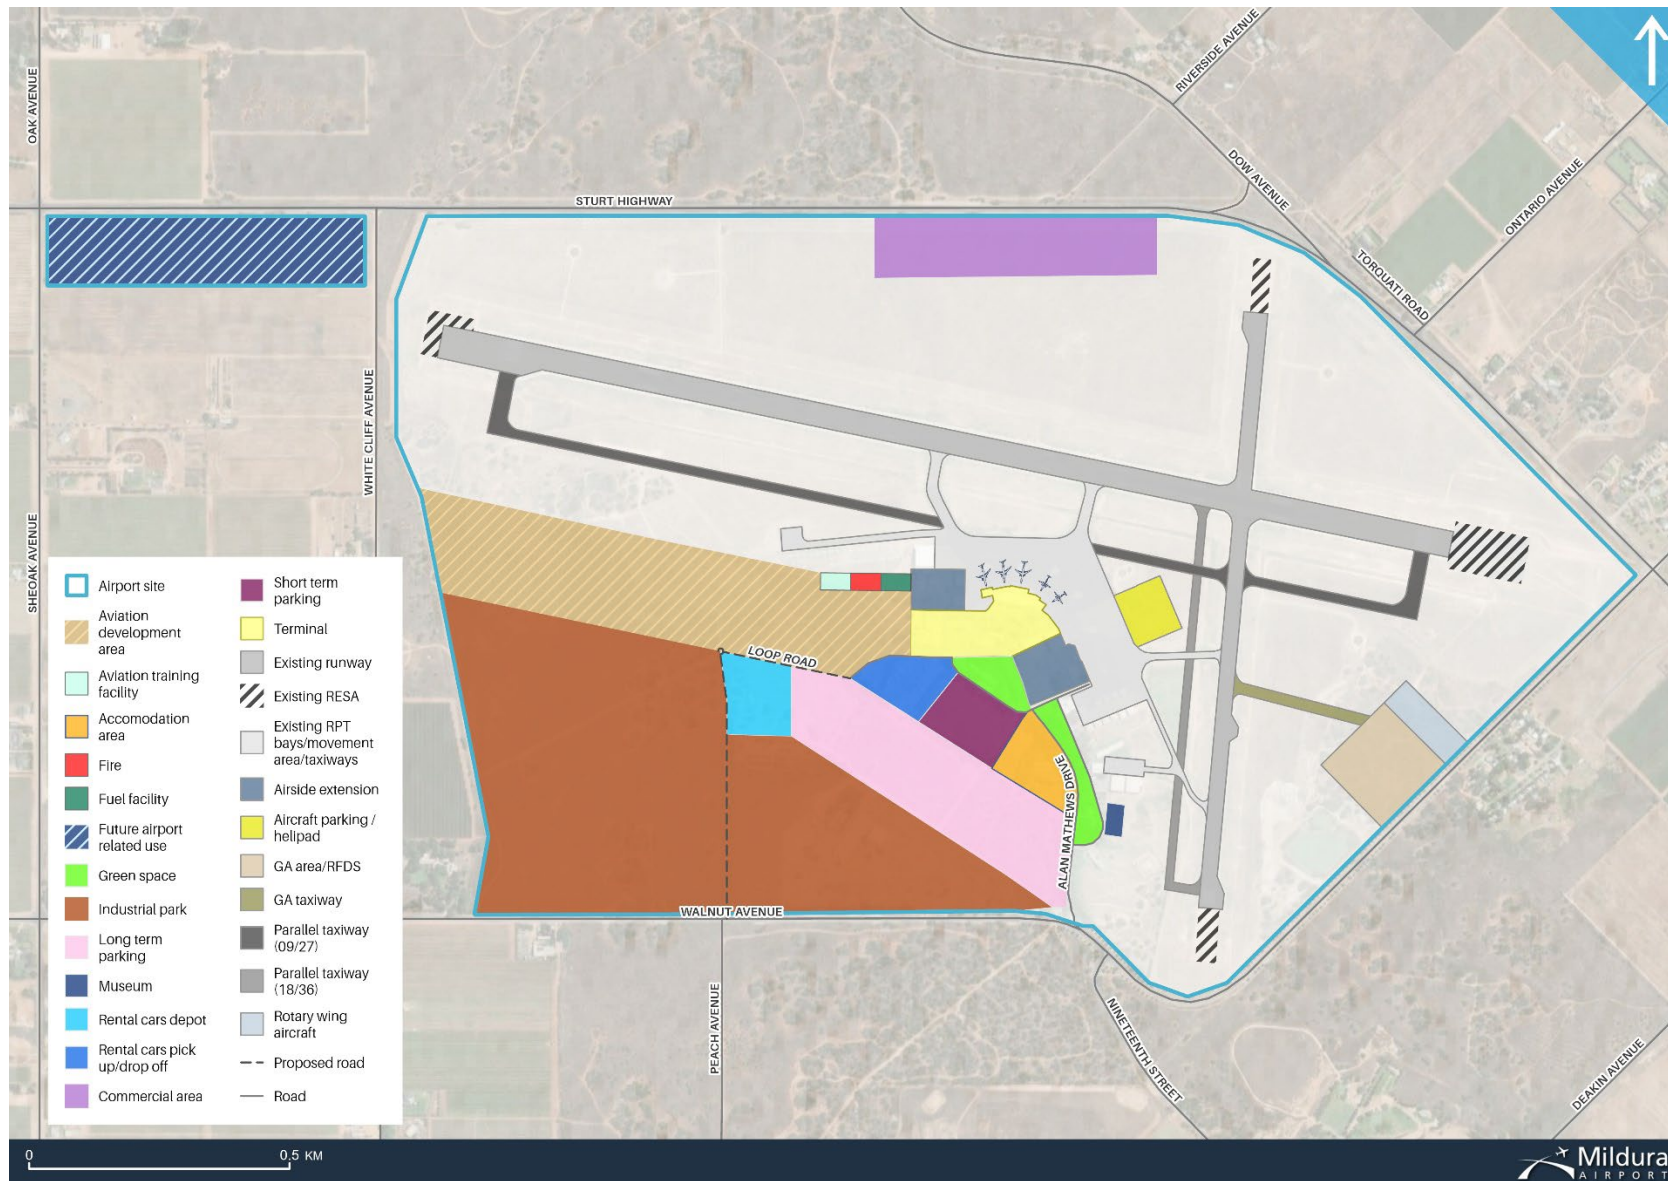 OAK AVENUE
RIVERSIDE AVENUE
DOW AVENUE
ONTARIO AVENUE
STURT HIGHWAY
TORQUATI ROAD
WHITE CLIFF AVENUE
SHEOAK AVENUE
LOOP ROAD
ALAN MATHEWS DRIVE
WALNUT AVENUE
PEACH AVENUE
NINETEENTH STREET
DEAKIN AVENUE
Airport site
Aviation
development
area
Aviation training
facility
Accomodation
area
Fire
Fuel facility
Future airport
related use
Green space
Industrial park
Long term
parking
Museum
Rental cars depot
Rental cars pick
up/drop off
Commercial area
Short term
parking
Terminal
Existing runway
Existing RESA
Existing RPT
bays/movement
area/taxiways
Airside extension
Aircraft parking /
helipad
GA area/RFDS
GA taxiway
Parallel taxiway
(09/27)
Parallel taxiway
(18/36)
Rotary wing
aircraft
Proposed road
Road
0 0.5 KM
Mildura
AIRPORT